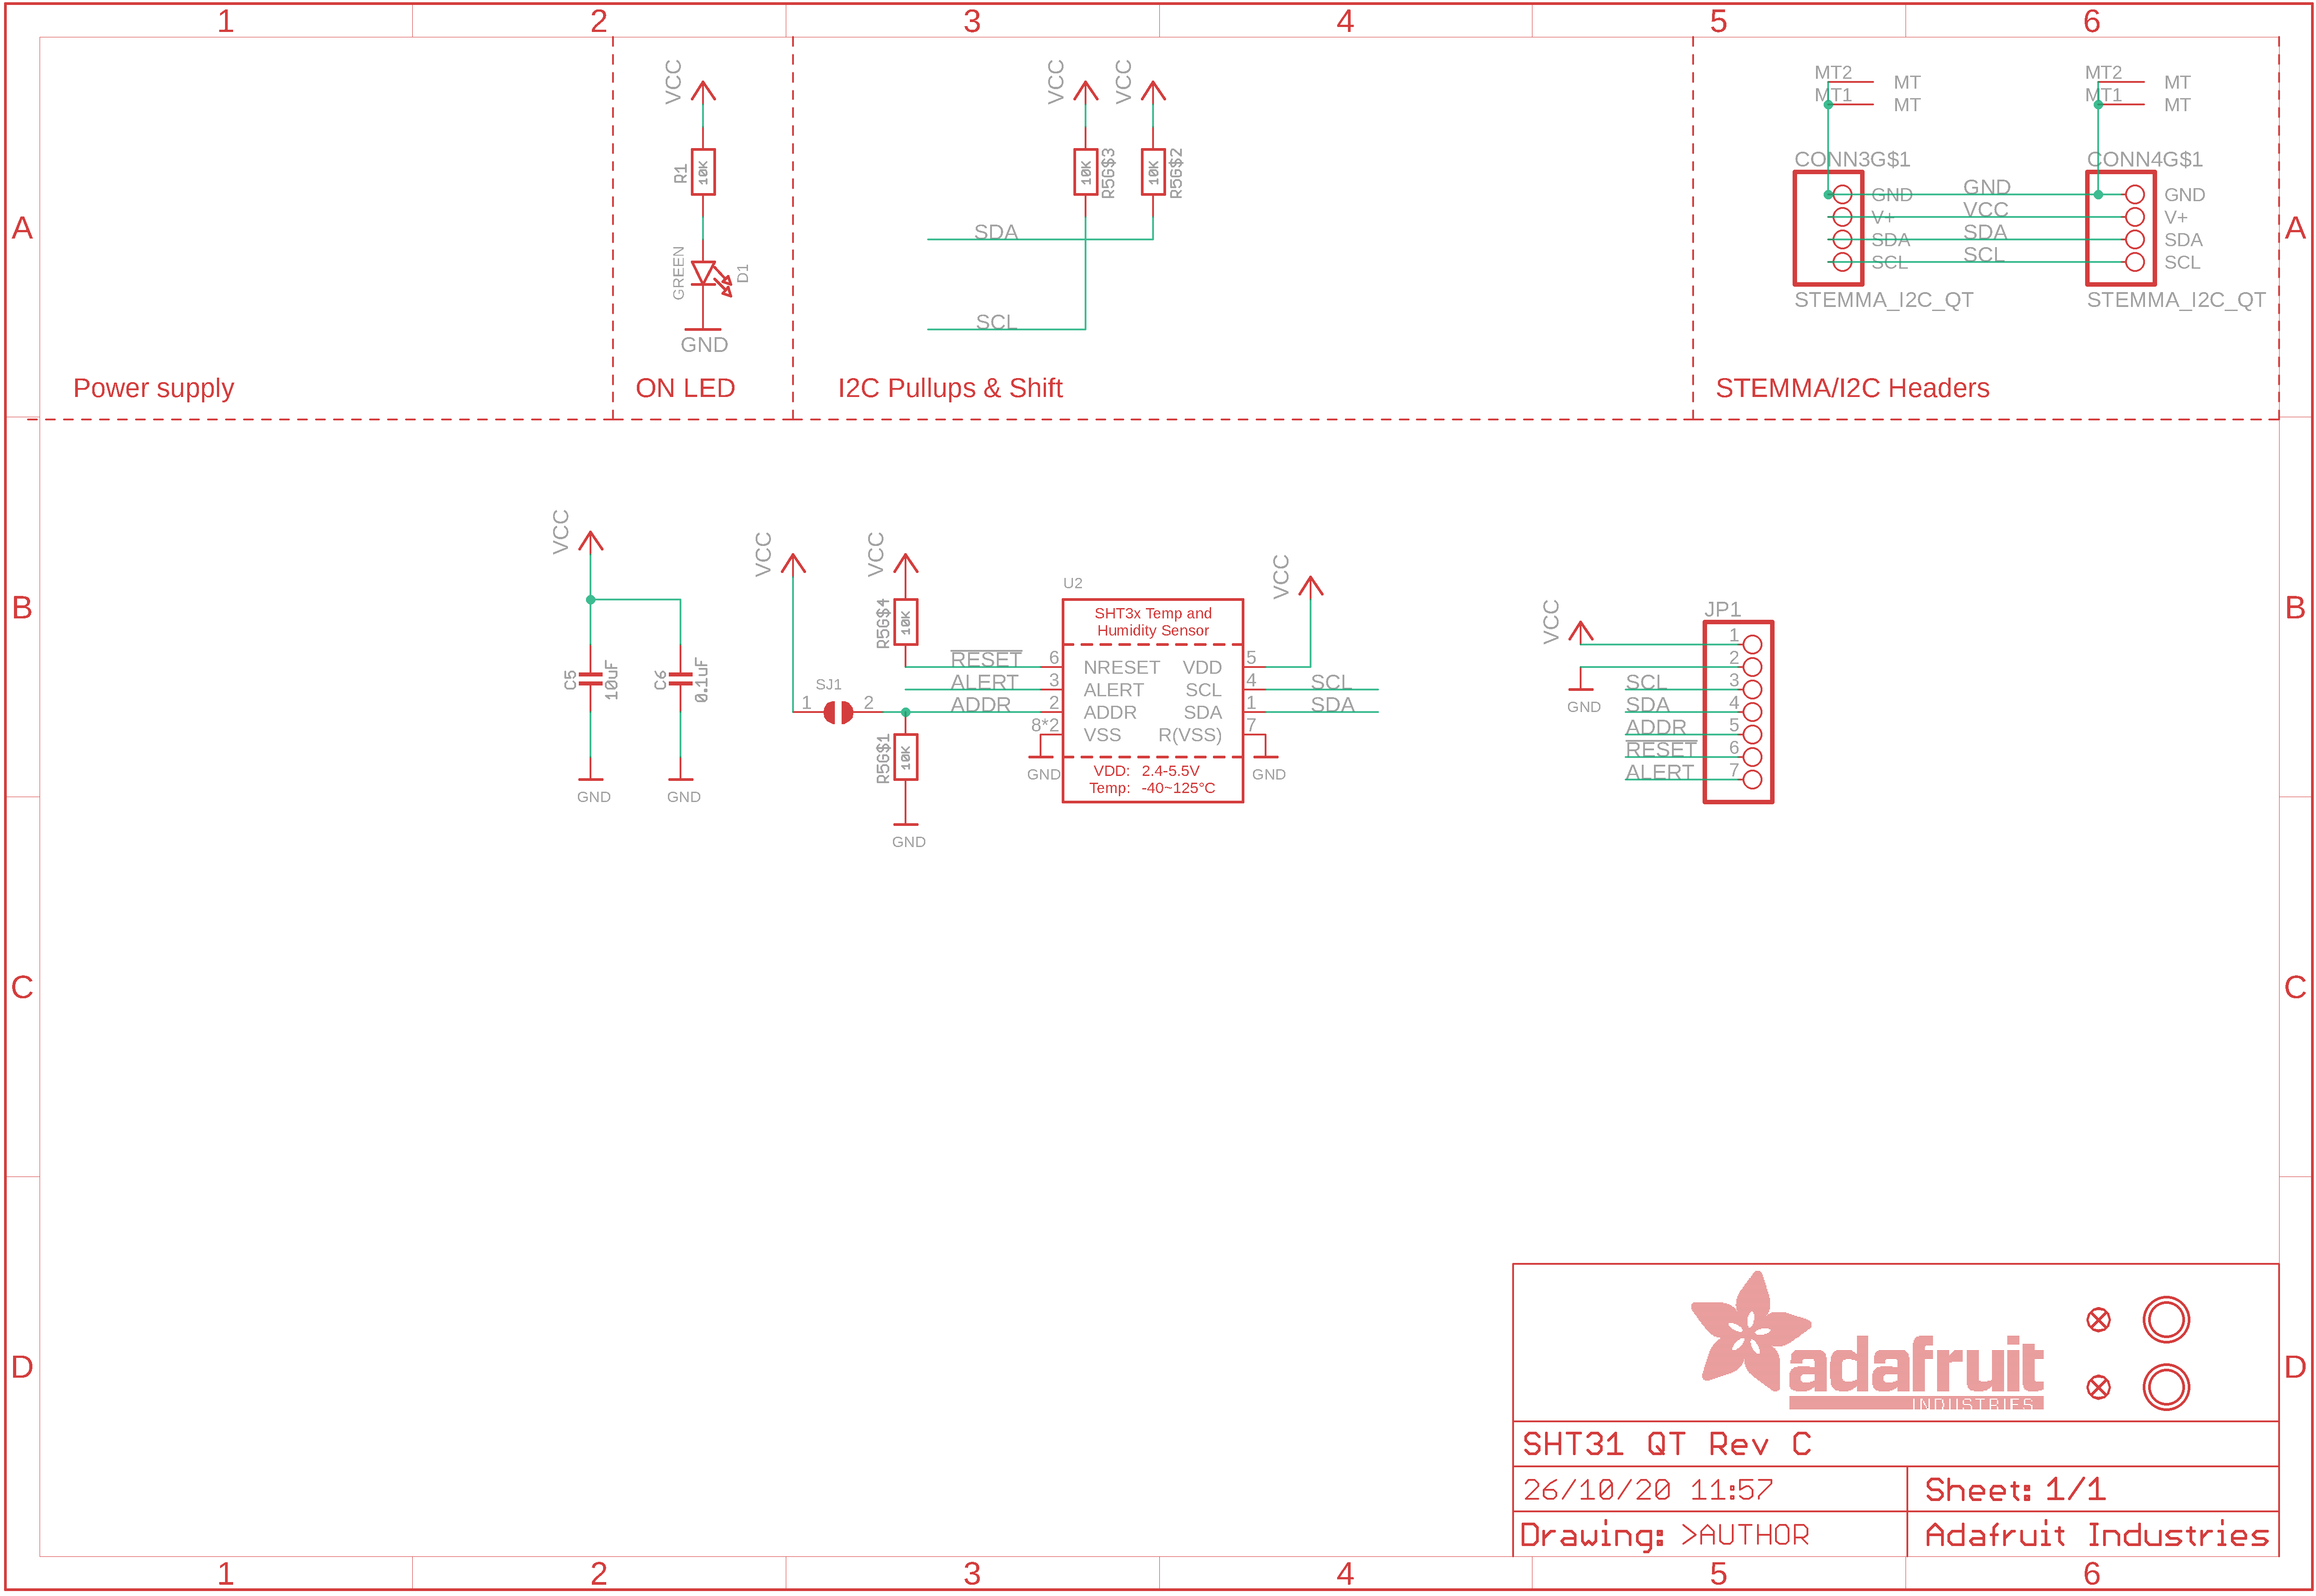 1 2 3 4 5 6
A
A
VCC
R1
10K
GREEN
D1
GND
VCC VCC
10K
R5G$3
10K
R5G$2
SDA
SCL
MT2 MT
MT1 MT
CONN3G$1
GND
V+
SDA
SCL
STEMMA_I2C_QT
GND
VCC
SDA
SCL
MT2 MT
MT1 MT
CONN4G$1
GND
V+
SDA
SCL
STEMMA_I2C_QT
Power supply
ON LED
I2C Pullups & Shift
STEMMA/I2C Headers
B
B
VCC
C5
10uF
GND
C6
0.1uF
GND
VCC
SJ1
1 2
VCC
R5G$4
10K
RESET
ALERT
ADDR
R5G$1
10K
GND
U2
SHT3x Temp and
Humidity Sensor
6 NRESET VDD 5
3 ALERT SCL 4
2 ADDR SDA 1
8*2 VSS R(VSS) 7
GND
GND
VDD: 2.4-5.5V
Temp: -40~125°C
VCC
SCL
SDA
JP1
VCC
GND
1
2
SCL 3
SDA 4
ADDR 5
RESET 6
ALERT 7
C
C
D
D
adafruit
INDUSTRIES
SHT31 QT Rev C
26/10/20 11:57
Sheet: 1/1
Drawing: >AUTHOR
Adafruit Industries
1 2 3 4 5 6